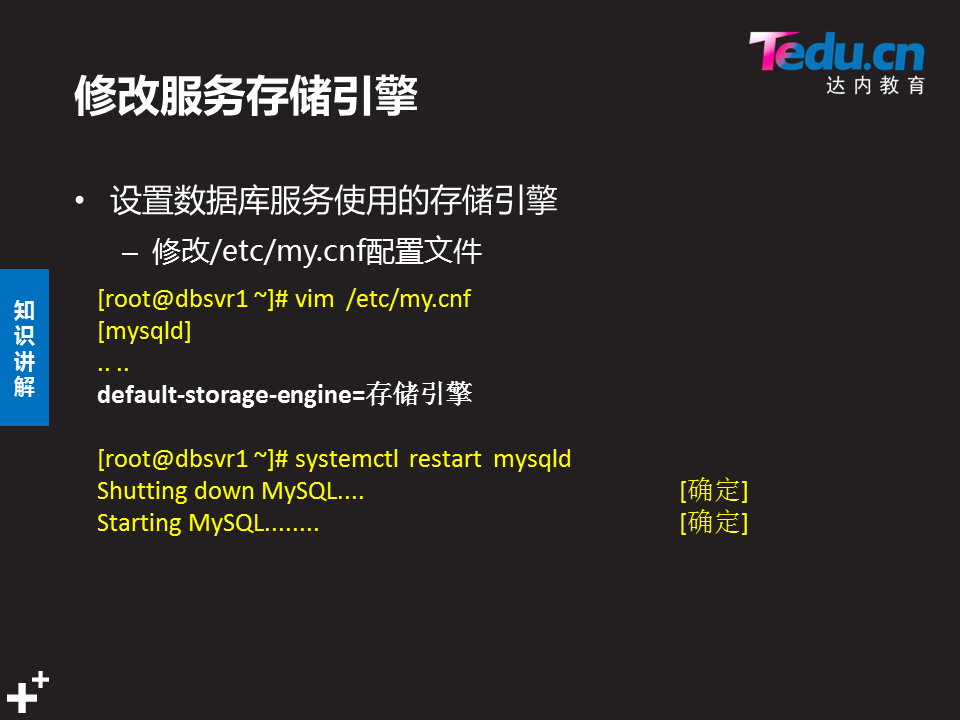 Tedu.cn
达内教育
修改服务存储引擎
• 设置数据库服务使用的存储引擎
– 修改/etc/my.cnf配置文件
知识讲解
[root@dbsvr1 ~]# vim /etc/my.cnf
[mysqld]
.. ..
default-storage-engine=存储引擎
[root@dbsvr1 ~]# systemctl restart mysqld
Shutting down MySQL.... [确定]
Starting MySQL........ [确定]